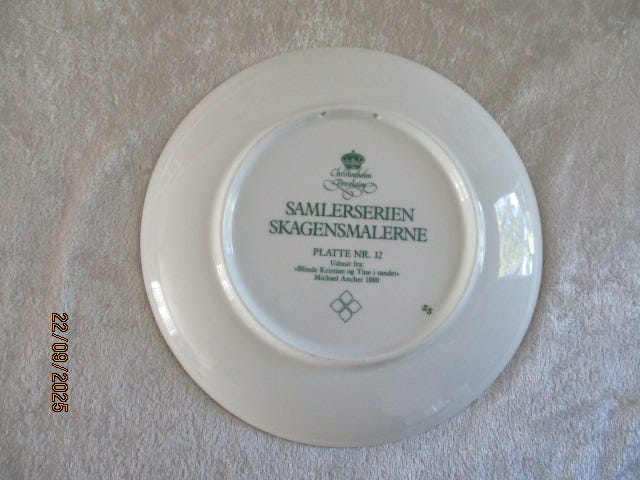 Christineholm
Porcelaine
SAMLERSERIEN
SKAGENSMALERNE
PLATTE NR. 12
Udsnit fra:
»Blinde Kristian og Tine i sandet«
Michael Ancher 1880
55
22/09/2025